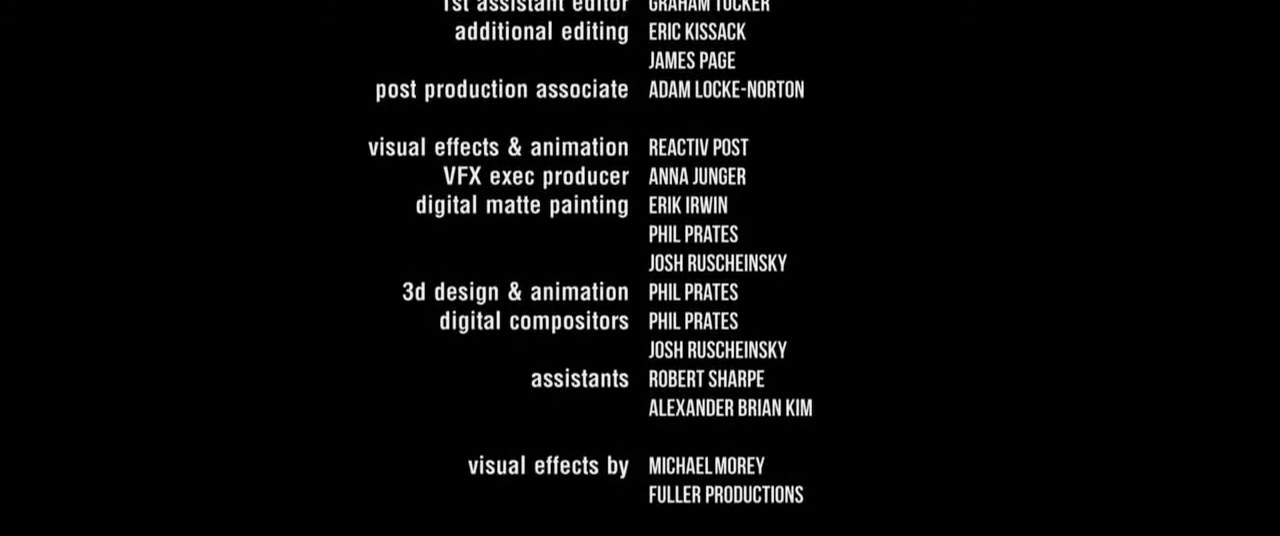 1st assistant editor GRAHAM TUCKER
additional editing ERIC KISSACK
JAMES PAGE
post production associate ADAM LOCKE-NORTON
visual effects & animation REACTIV POST
VFX exec producer ANNA JUNGER
digital matte painting ERIK IRWIN
PHIL PRATES
JOSH RUSCHEINSKY
3d design & animation PHIL PRATES
digital compositors PHIL PRATES
JOSH RUSCHEINSKY
assistants ROBERT SHARPE
ALEXANDER BRIAN KIM
visual effects by MICHAEL MOREY
FULLER PRODUCTIONS